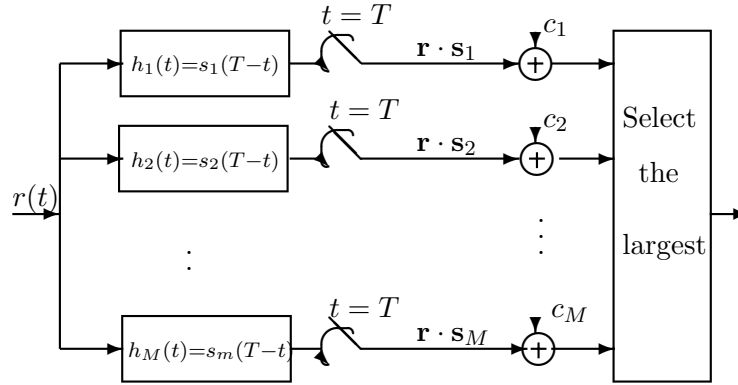 t = T
h₁(t)=s₁(T−t)
r · s₁
c₁
t = T
h₂(t)=s₂(T−t)
r · s₂
c₂
Select
the
largest
r(t)
t = T
h_M(t)=s_m(T−t)
r · s_M
c_M